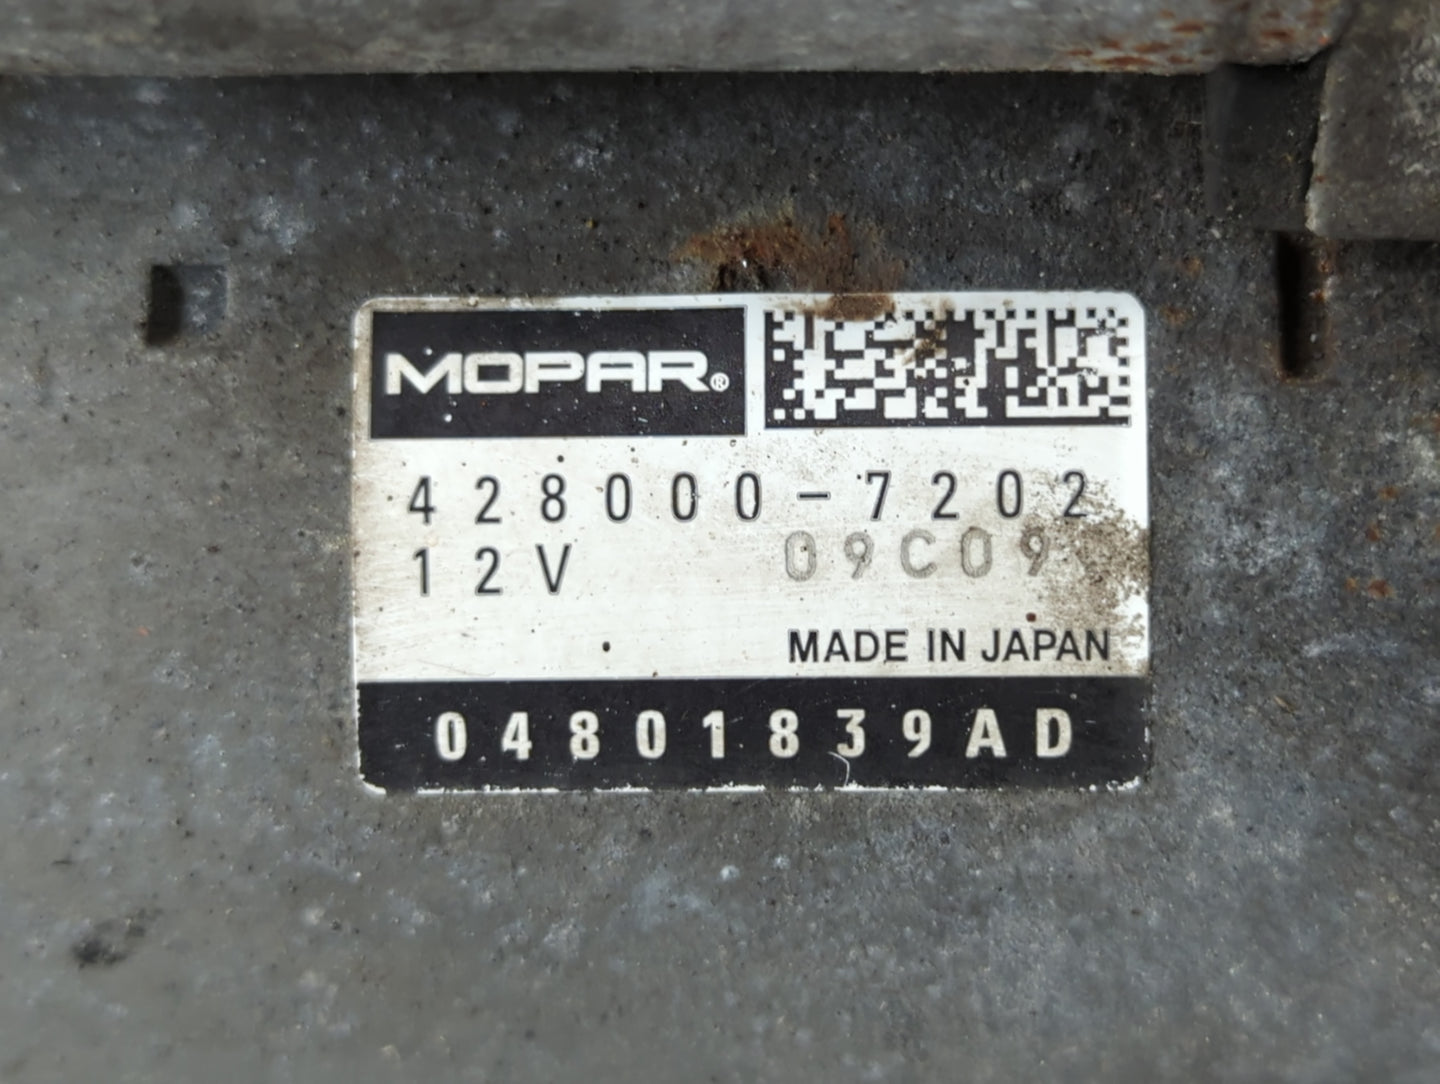 MOPAR®
428000-7202
12V 09C09
MADE IN JAPAN
04801839AD